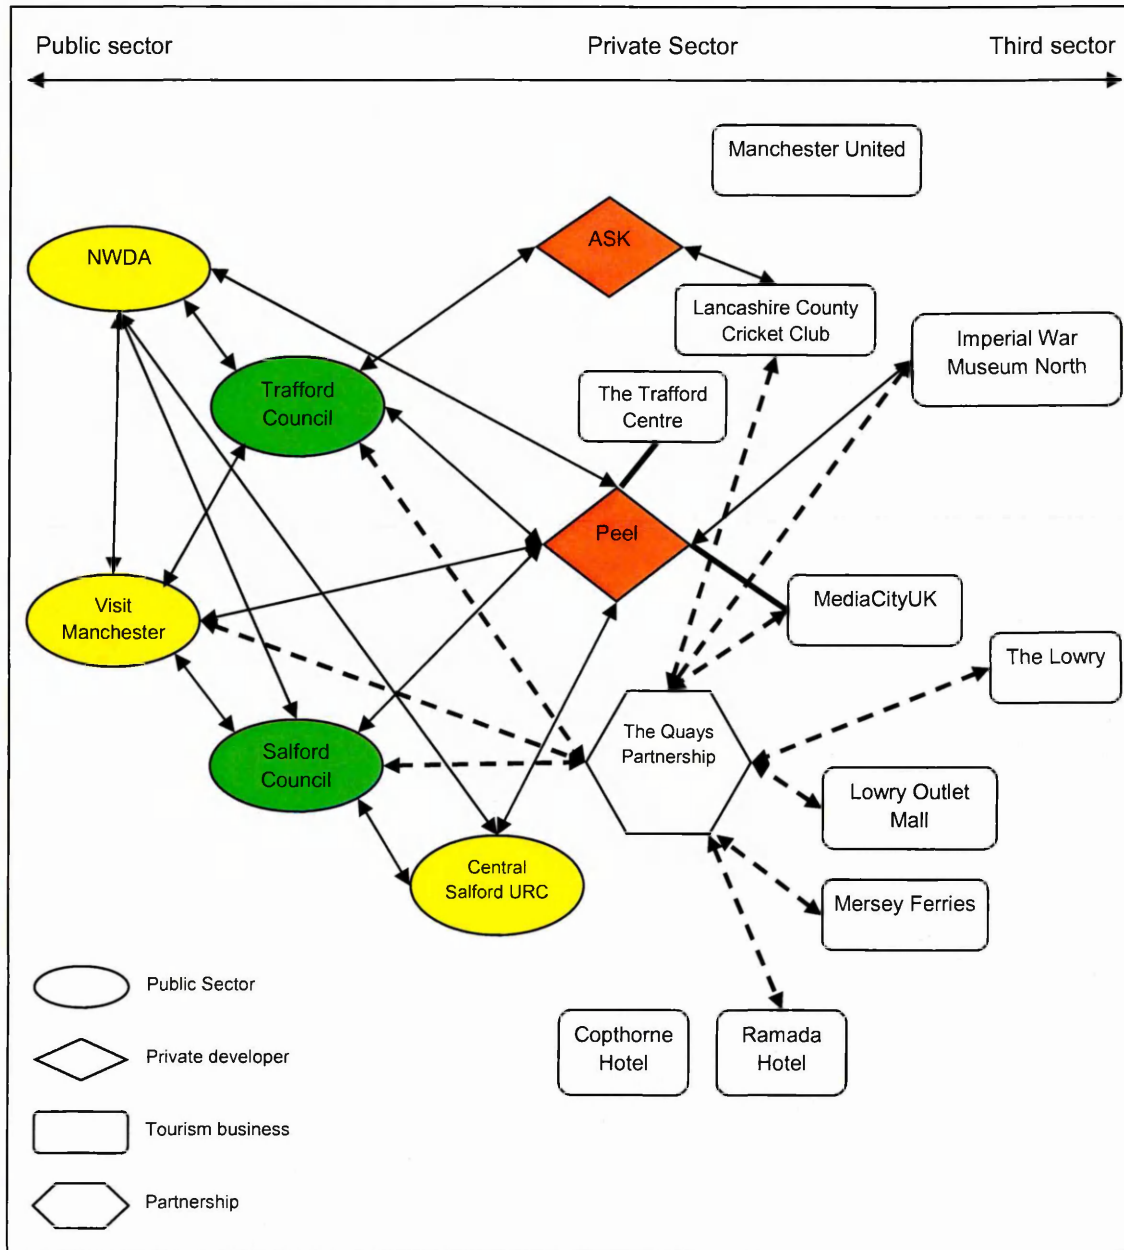 Public sector
Private Sector
Third sector
Manchester United
ASK
NWDA
Lancashire County
Cricket Club
Imperial War
Museum North
Trafford
Council
The Trafford
Centre
Peel
Visit
Manchester
MediaCityUK
The Lowry
The Quays
Partnership
Salford
Council
Lowry Outlet
Mall
Central
Salford URC
Mersey Ferries
Public Sector
Copthorne
Hotel
Ramada
Hotel
Private developer
Tourism business
Partnership